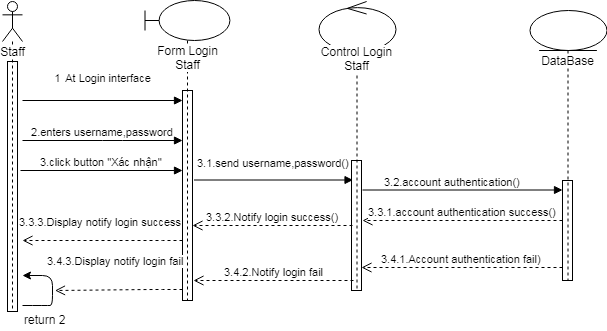 Staff
Form Login
Staff
Control Login
Staff
DataBase
1 At Login interface
2.enters username,password
3.click button "Xác nhận"
3.1.send username,password()
3.2.account authentication()
3.3.1.account authentication success()
3.3.2.Notify login success()
3.3.3.Display notify login success
3.4.1.Account authentication fail)
3.4.2.Notify login fail
3.4.3.Display notify login fail
return 2